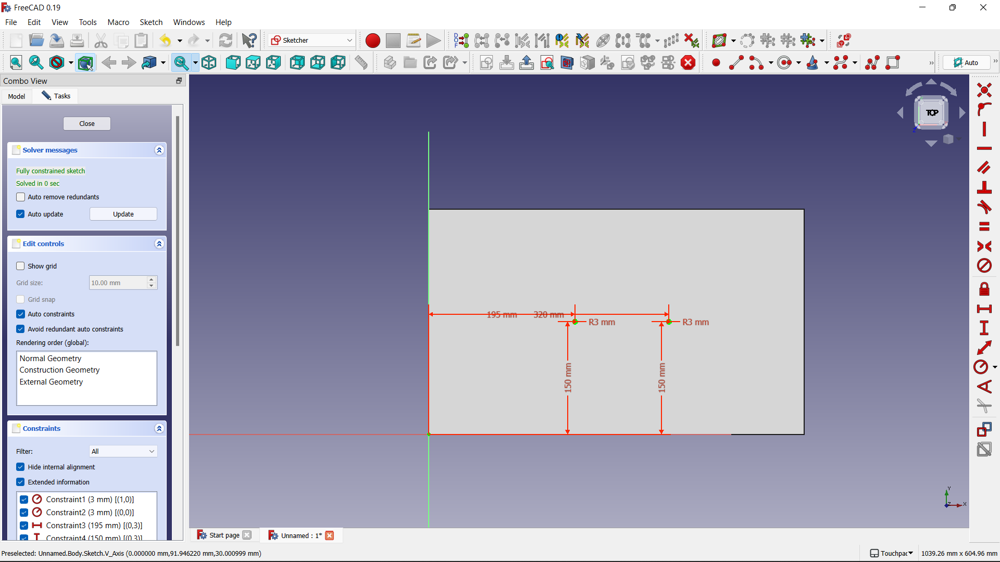 FreeCAD 0.19
File Edit View Tools Macro Sketch Windows Help
Sketcher
Auto
Combo View
Model Tasks
Close
Solver messages
Fully constrained sketch
Solved in 0 sec
Auto remove redundants
Auto update Update
Edit controls
Show grid
Grid size: 10.00 mm
Grid snap
Auto constraints
Avoid redundant auto constraints
Rendering order (global):
Normal Geometry
Construction Geometry
External Geometry
Constraints
Filter: All
Hide internal alignment
Extended information
Constraint1 (3 mm) [(1,0)]
Constraint2 (3 mm) [(0,0)]
Constraint3 (195 mm) [(0,3)]
Constraint4 (150 mm) [(0,3)]
TOP
Z
195 mm 320 mm
R3 mm R3 mm
150 mm 150 mm
Y
Z X
Start page Unnamed : 1*
Preselected: Unnamed.Body.Sketch.V_Axis (0.000000 mm,91.946220 mm,30.000999 mm)
Touchpad 1039.26 mm x 604.96 mm